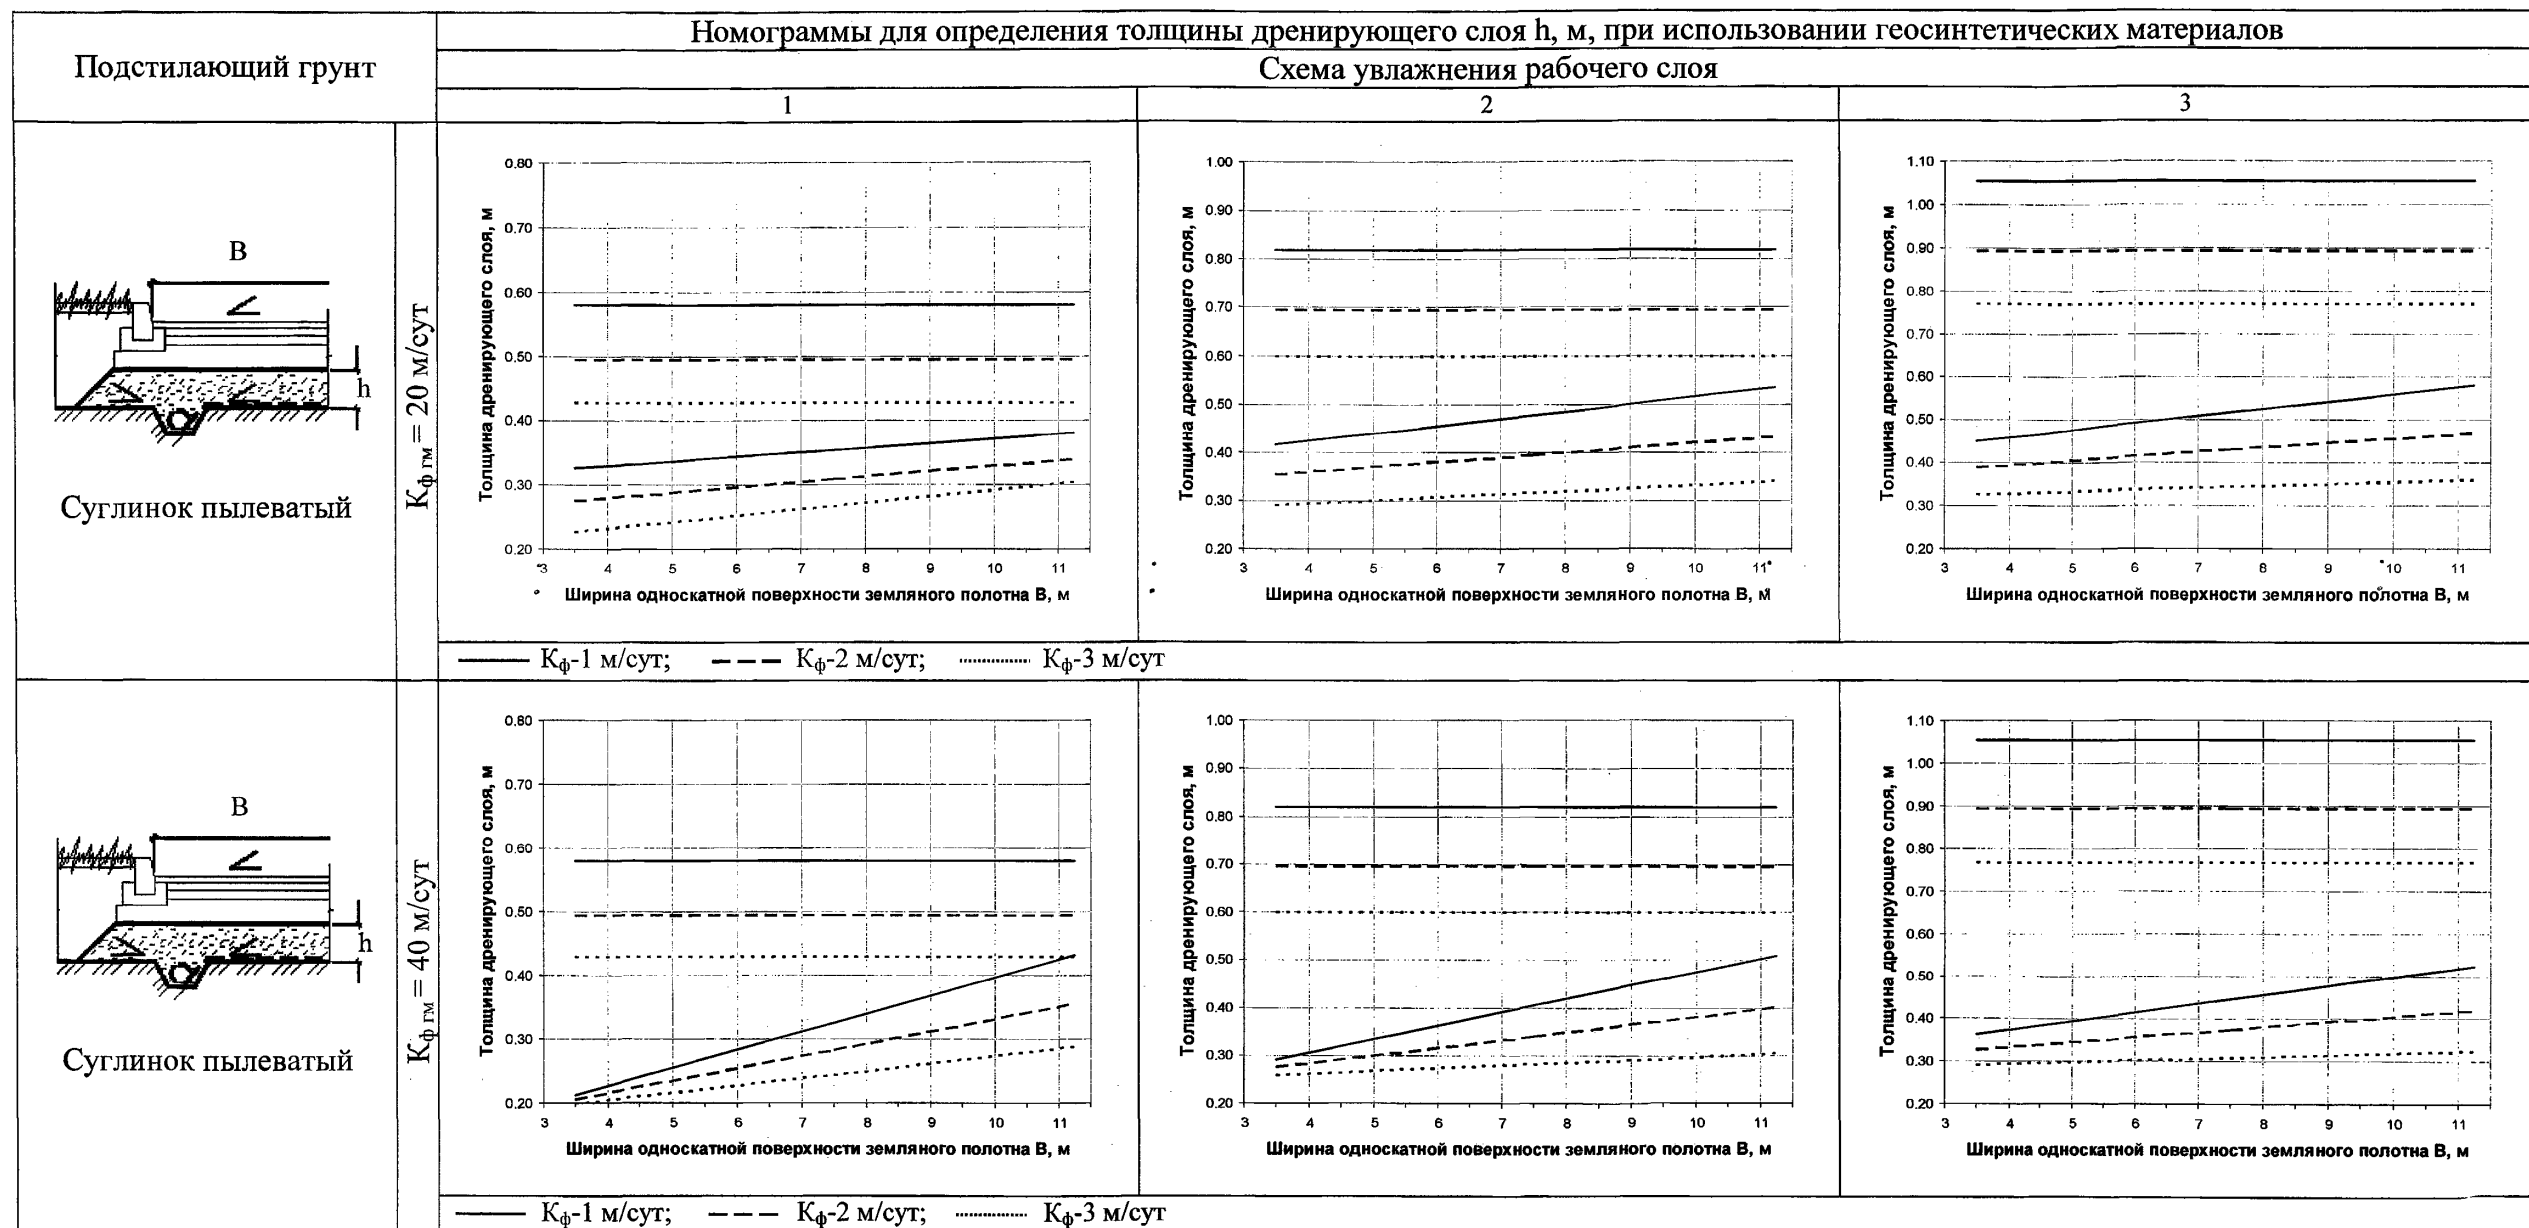 Подстилающий грунт
Номограммы для определения толщины дренирующего слоя h, м, при использовании геосинтетических материалов
Схема увлажнения рабочего слоя
1
2
3
B
h
Суглинок пылеватый
Kф гм = 20 м/сут
Толщина дренирующего слоя, м
0.80
0.70
0.60
0.50
0.40
0.30
0.20
3 4 5 6 7 8 9 10 11
Ширина односкатной поверхности земляного полотна B, м
Толщина дренирующего слоя, м
1.00
0.90
0.80
0.70
0.60
0.50
0.40
0.30
0.20
3 4 5 6 7 8 9 10 11
Ширина односкатной поверхности земляного полотна B, м
Толщина дренирующего слоя, м
1.10
1.00
0.90
0.80
0.70
0.60
0.50
0.40
0.30
0.20
3 4 5 6 7 8 9 10 11
Ширина односкатной поверхности земляного полотна B, м
Kф-1 м/сут; Kф-2 м/сут; Kф-3 м/сут
B
h
Суглинок пылеватый
Kф гм = 40 м/сут
Толщина дренирующего слоя, м
0.80
0.70
0.60
0.50
0.40
0.30
0.20
3 4 5 6 7 8 9 10 11
Ширина односкатной поверхности земляного полотна B, м
Толщина дренирующего слоя, м
1.00
0.90
0.80
0.70
0.60
0.50
0.40
0.30
0.20
3 4 5 6 7 8 9 10 11
Ширина односкатной поверхности земляного полотна B, м
Толщина дренирующего слоя, м
1.10
1.00
0.90
0.80
0.70
0.60
0.50
0.40
0.30
0.20
3 4 5 6 7 8 9 10 11
Ширина односкатной поверхности земляного полотна B, м
Kф-1 м/сут; Kф-2 м/сут; Kф-3 м/сут